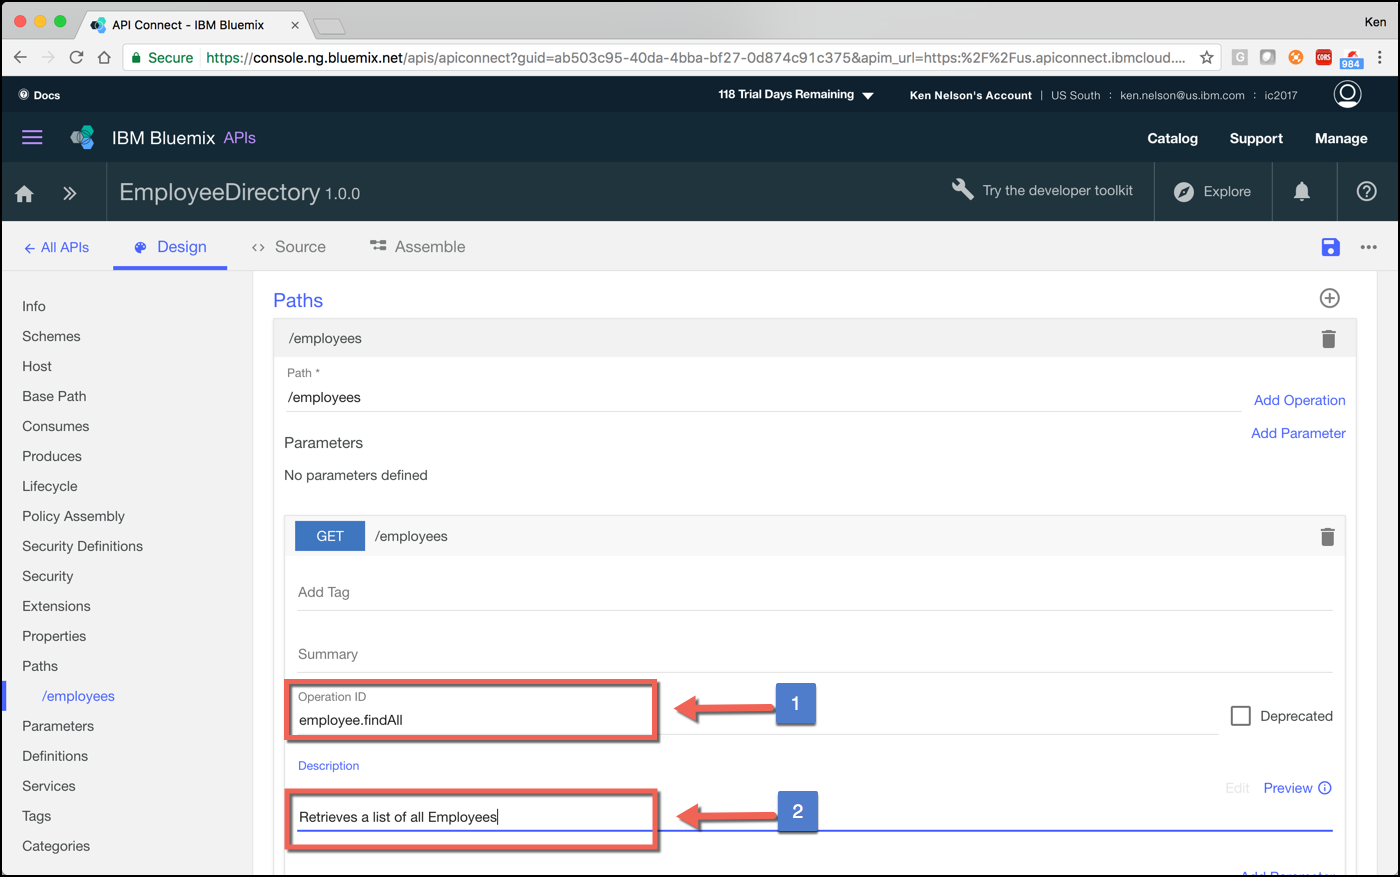 API Connect - IBM Bluemix
Ken
Secure https://console.ng.bluemix.net/apis/apiconnect?guid=ab503c95-40da-4bba-bf27-0d874c91c375&apim_url=https:%2F%2Fus.apiconnect.ibmcloud....
G
CORS
984
Docs
118 Trial Days Remaining
Ken Nelson's Account | US South : ken.nelson@us.ibm.com : ic2017
IBM Bluemix APIs
Catalog Support Manage
EmployeeDirectory 1.0.0
Try the developer toolkit
Explore
All APIs
Design
Source
Assemble
Info
Schemes
Host
Base Path
Consumes
Produces
Lifecycle
Policy Assembly
Security Definitions
Security
Extensions
Properties
Paths
/employees
Parameters
Definitions
Services
Tags
Categories
Paths
/employees
Path *
/employees
Add Operation
Add Parameter
Parameters
No parameters defined
GET /employees
Add Tag
Summary
Operation ID
employee.findAll
1
Deprecated
Description
Edit Preview
Retrieves a list of all Employees
2
Add Parameter